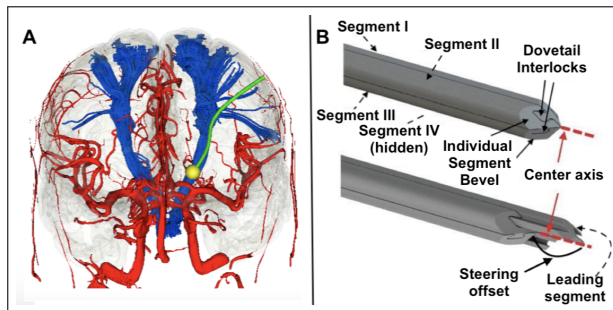 A
B
Segment I
Segment II
Dovetail
Interlocks
Segment III
Segment IV
(hidden)
Individual
Segment
Bevel
Center axis
Steering
offset
Leading
segment